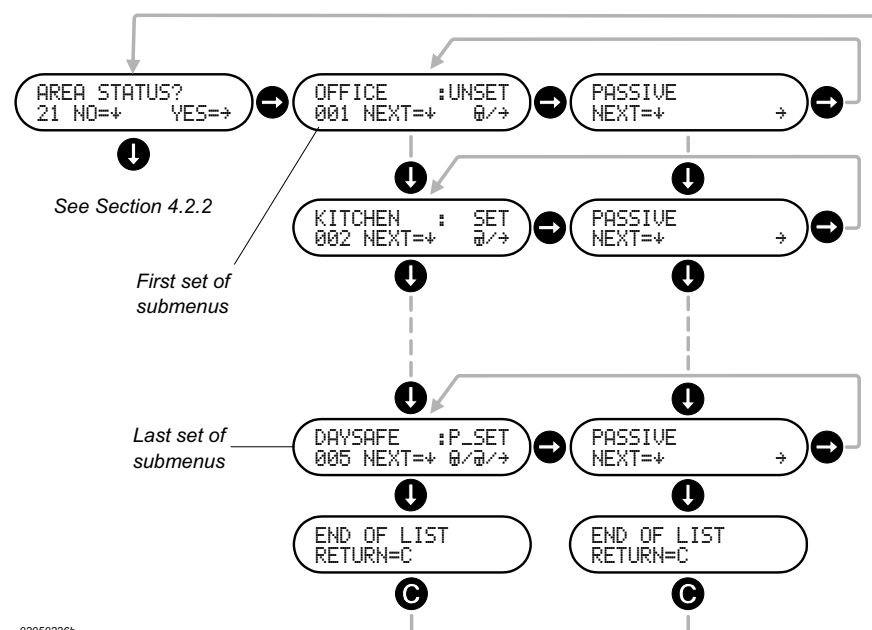 AREA STATUS?
21 NO=↓ YES=→
OFFICE :UNSET
001 NEXT=↓ 🔒/→
PASSIVE
NEXT=↓ →
See Section 4.2.2
KITCHEN : SET
002 NEXT=↓ 🔓/→
PASSIVE
NEXT=↓ →
First set of
submenus
Last set of
submenus
DAYSAFE :P_SET
005 NEXT=↓ 🔒/🔓/→
PASSIVE
NEXT=↓ →
END OF LIST
RETURN=C
END OF LIST
RETURN=C
C
C